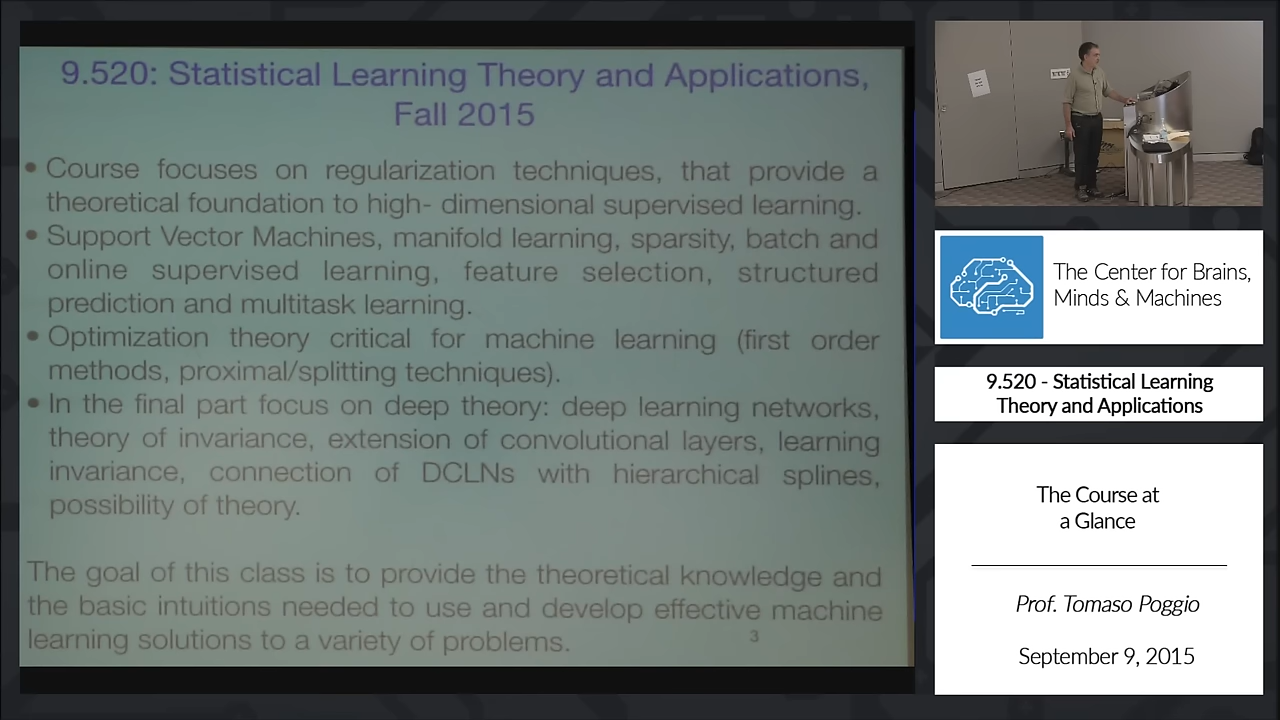 9.520: Statistical Learning Theory and Applications,
Fall 2015
• Course focuses on regularization techniques, that provide a
theoretical foundation to high- dimensional supervised learning.
• Support Vector Machines, manifold learning, sparsity, batch and
online supervised learning, feature selection, structured
prediction and multitask learning.
• Optimization theory critical for machine learning (first order
methods, proximal/splitting techniques).
• In the final part focus on deep theory: deep learning networks,
theory of invariance, extension of convolutional layers, learning
invariance, connection of DCLNs with hierarchical splines,
possibility of theory.
The goal of this class is to provide the theoretical knowledge and
the basic intuitions needed to use and develop effective machine
learning solutions to a variety of problems.
3
The Center for Brains,
Minds & Machines
9.520 - Statistical Learning
Theory and Applications
The Course at
a Glance
Prof. Tomaso Poggio
September 9, 2015